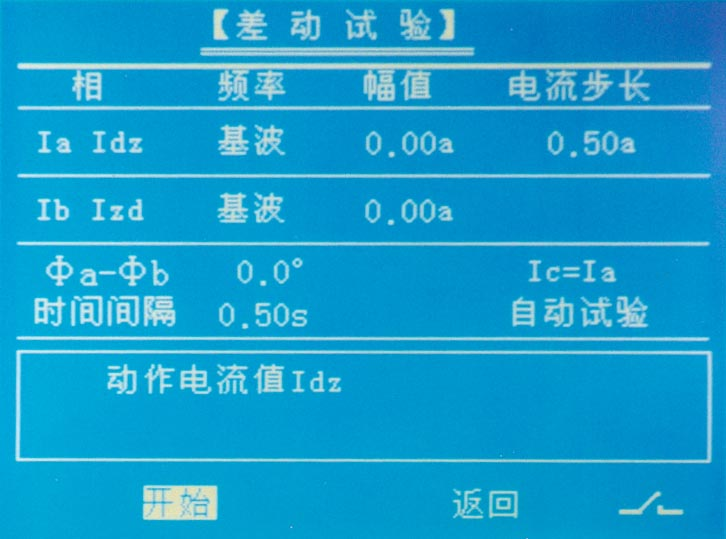 【差动试验】
相 频率 幅值 电流步长
Ia Idz 基波 0.00a 0.50a
Ib Izd 基波 0.00a
Φa-Φb 0.0° Ic=Ia
时间间隔 0.50s 自动试验
动作电流值Idz
开始 返回